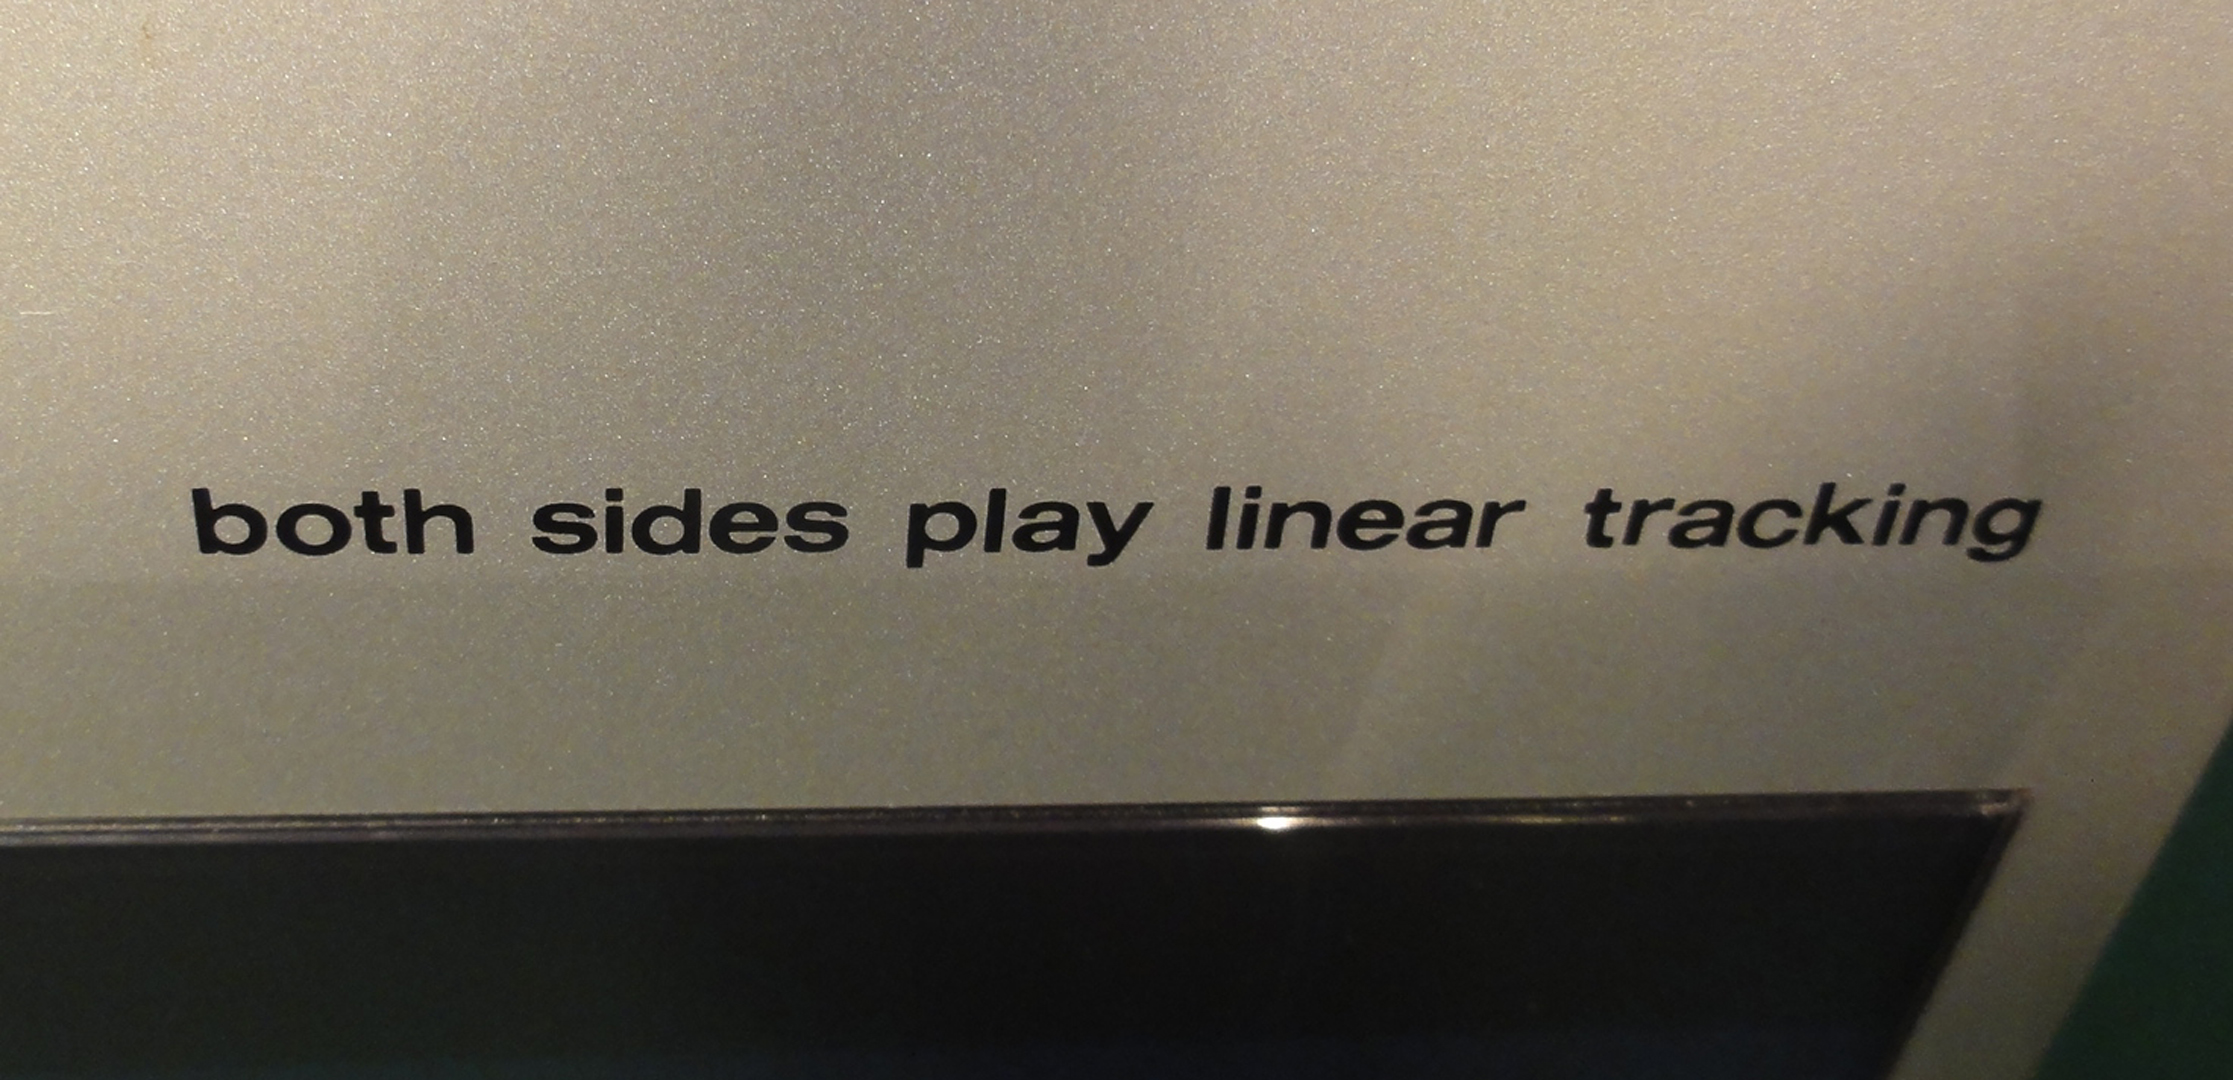 both sides play linear tracking